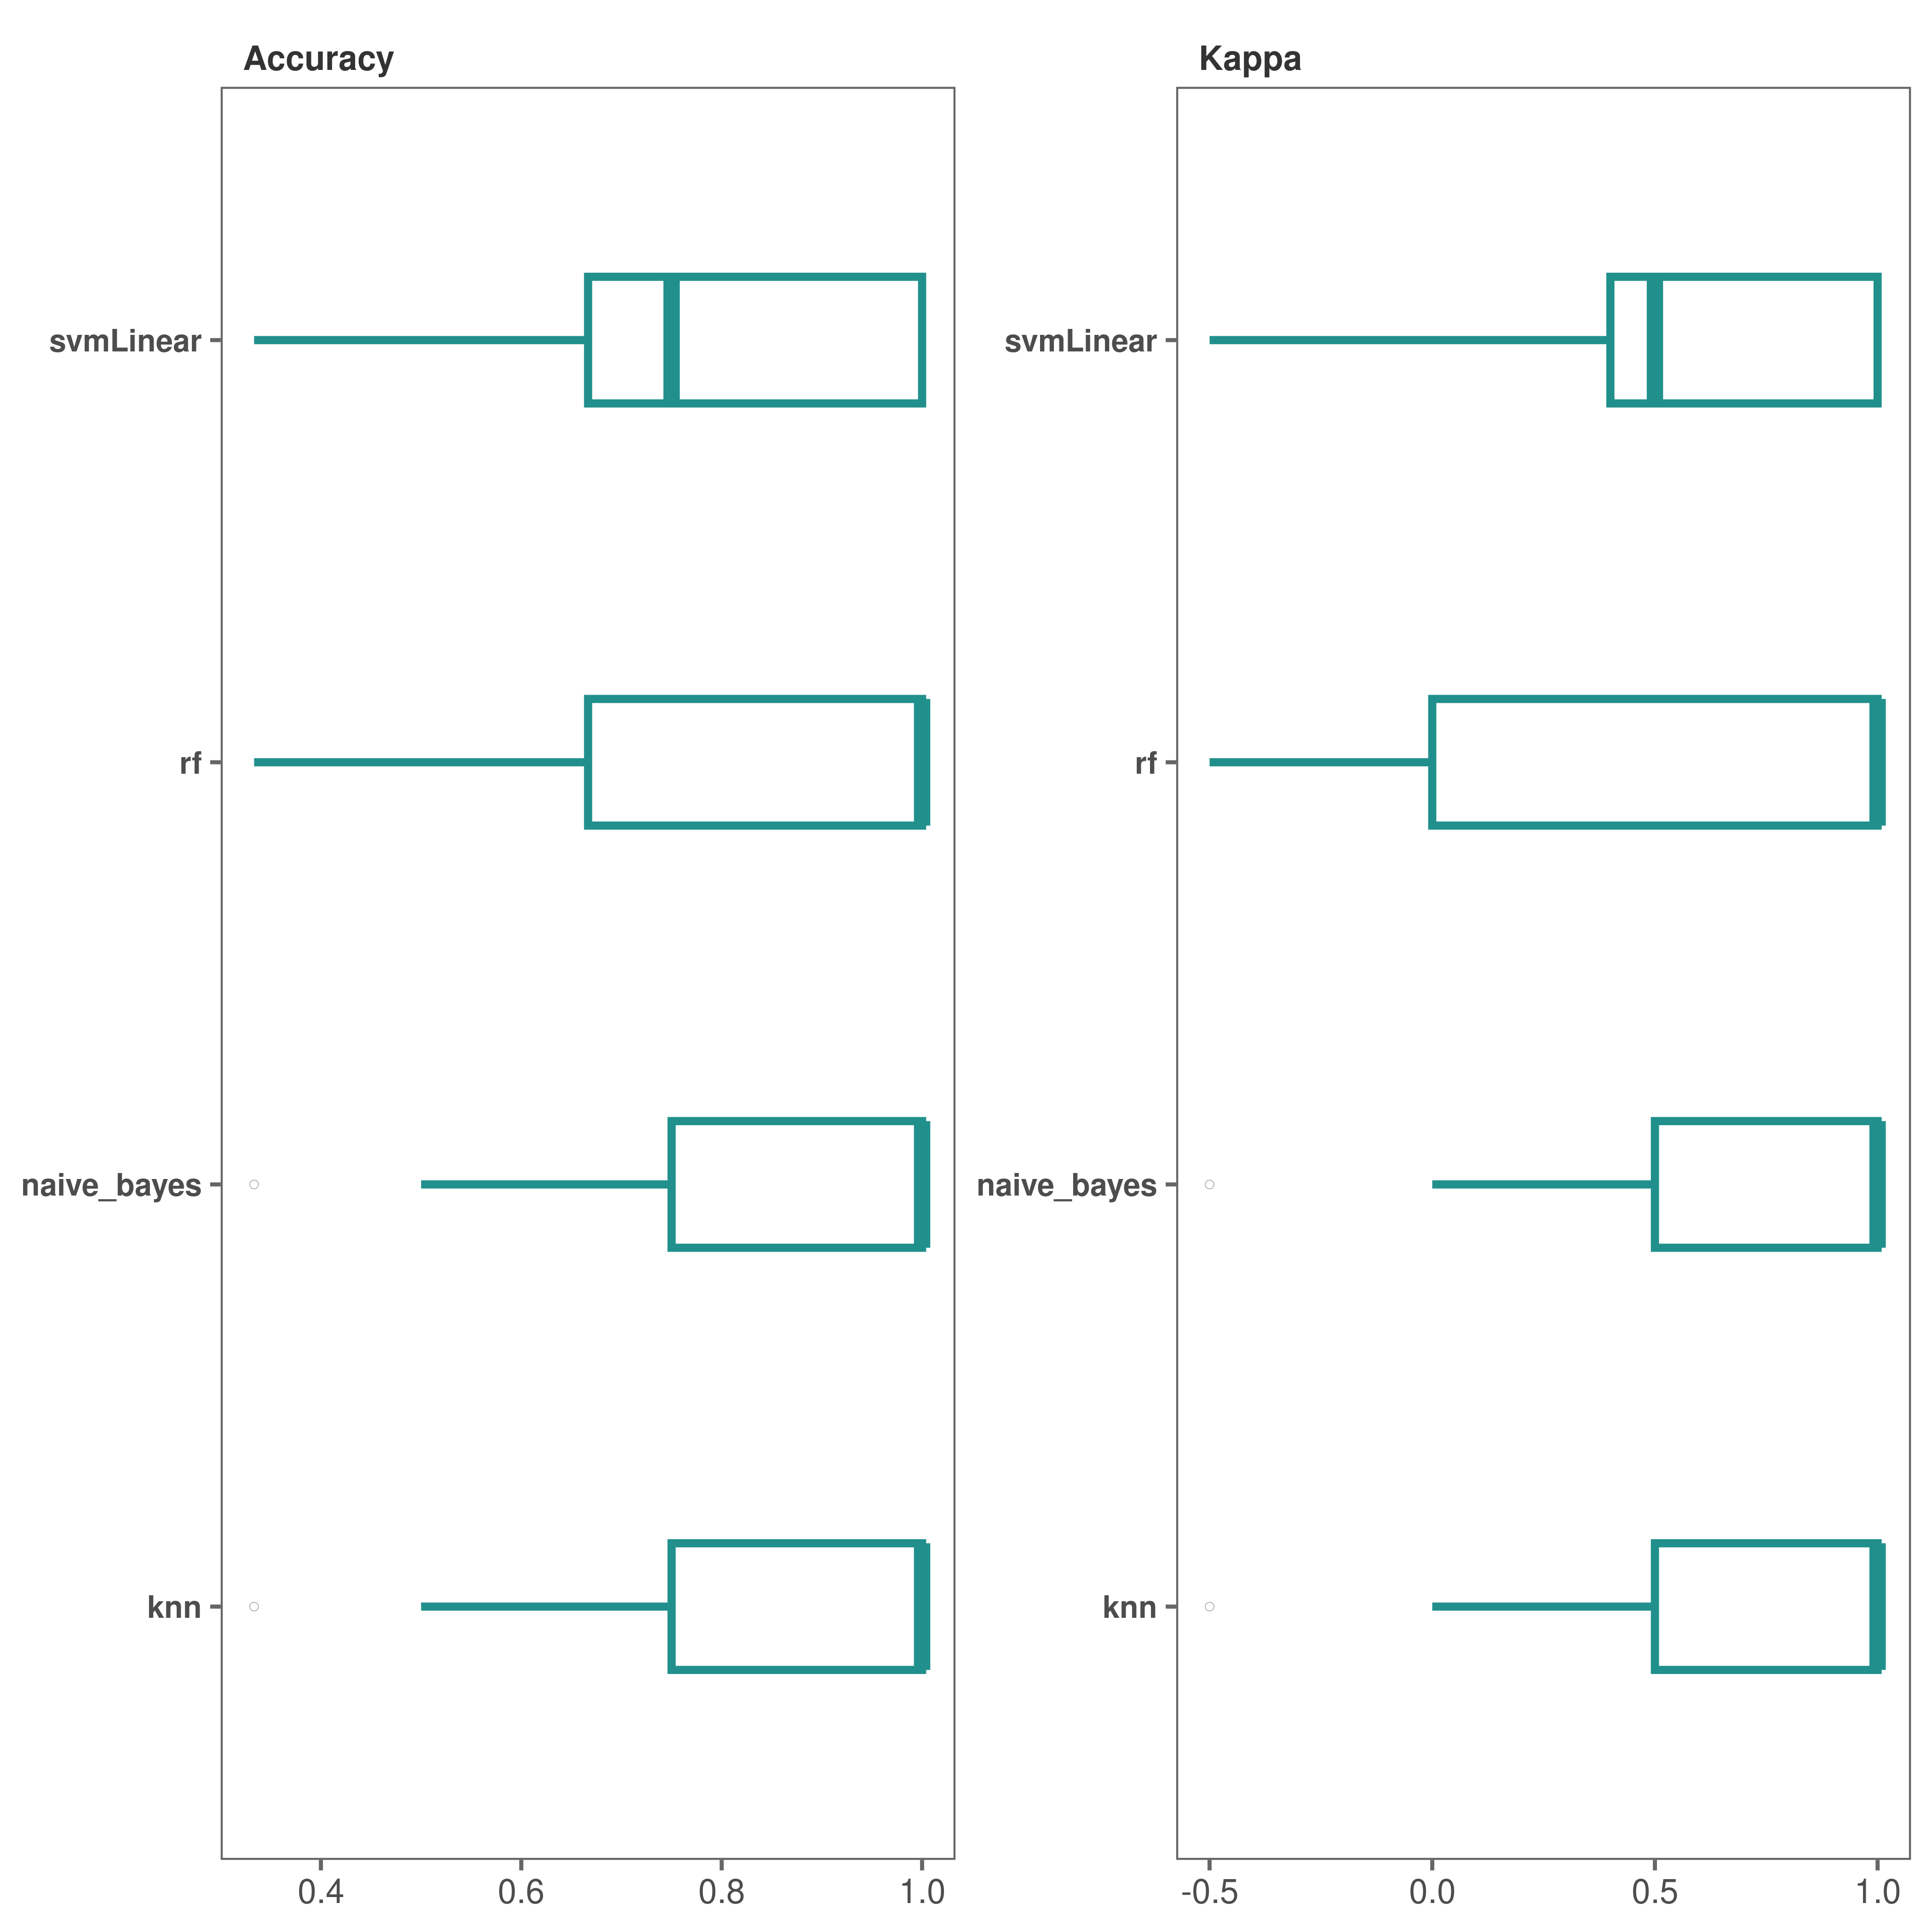 Accuracy
svmLinear
rf
naive_bayes
knn
0.4 0.6 0.8 1.0
Kappa
svmLinear
rf
naive_bayes
knn
-0.5 0.0 0.5 1.0